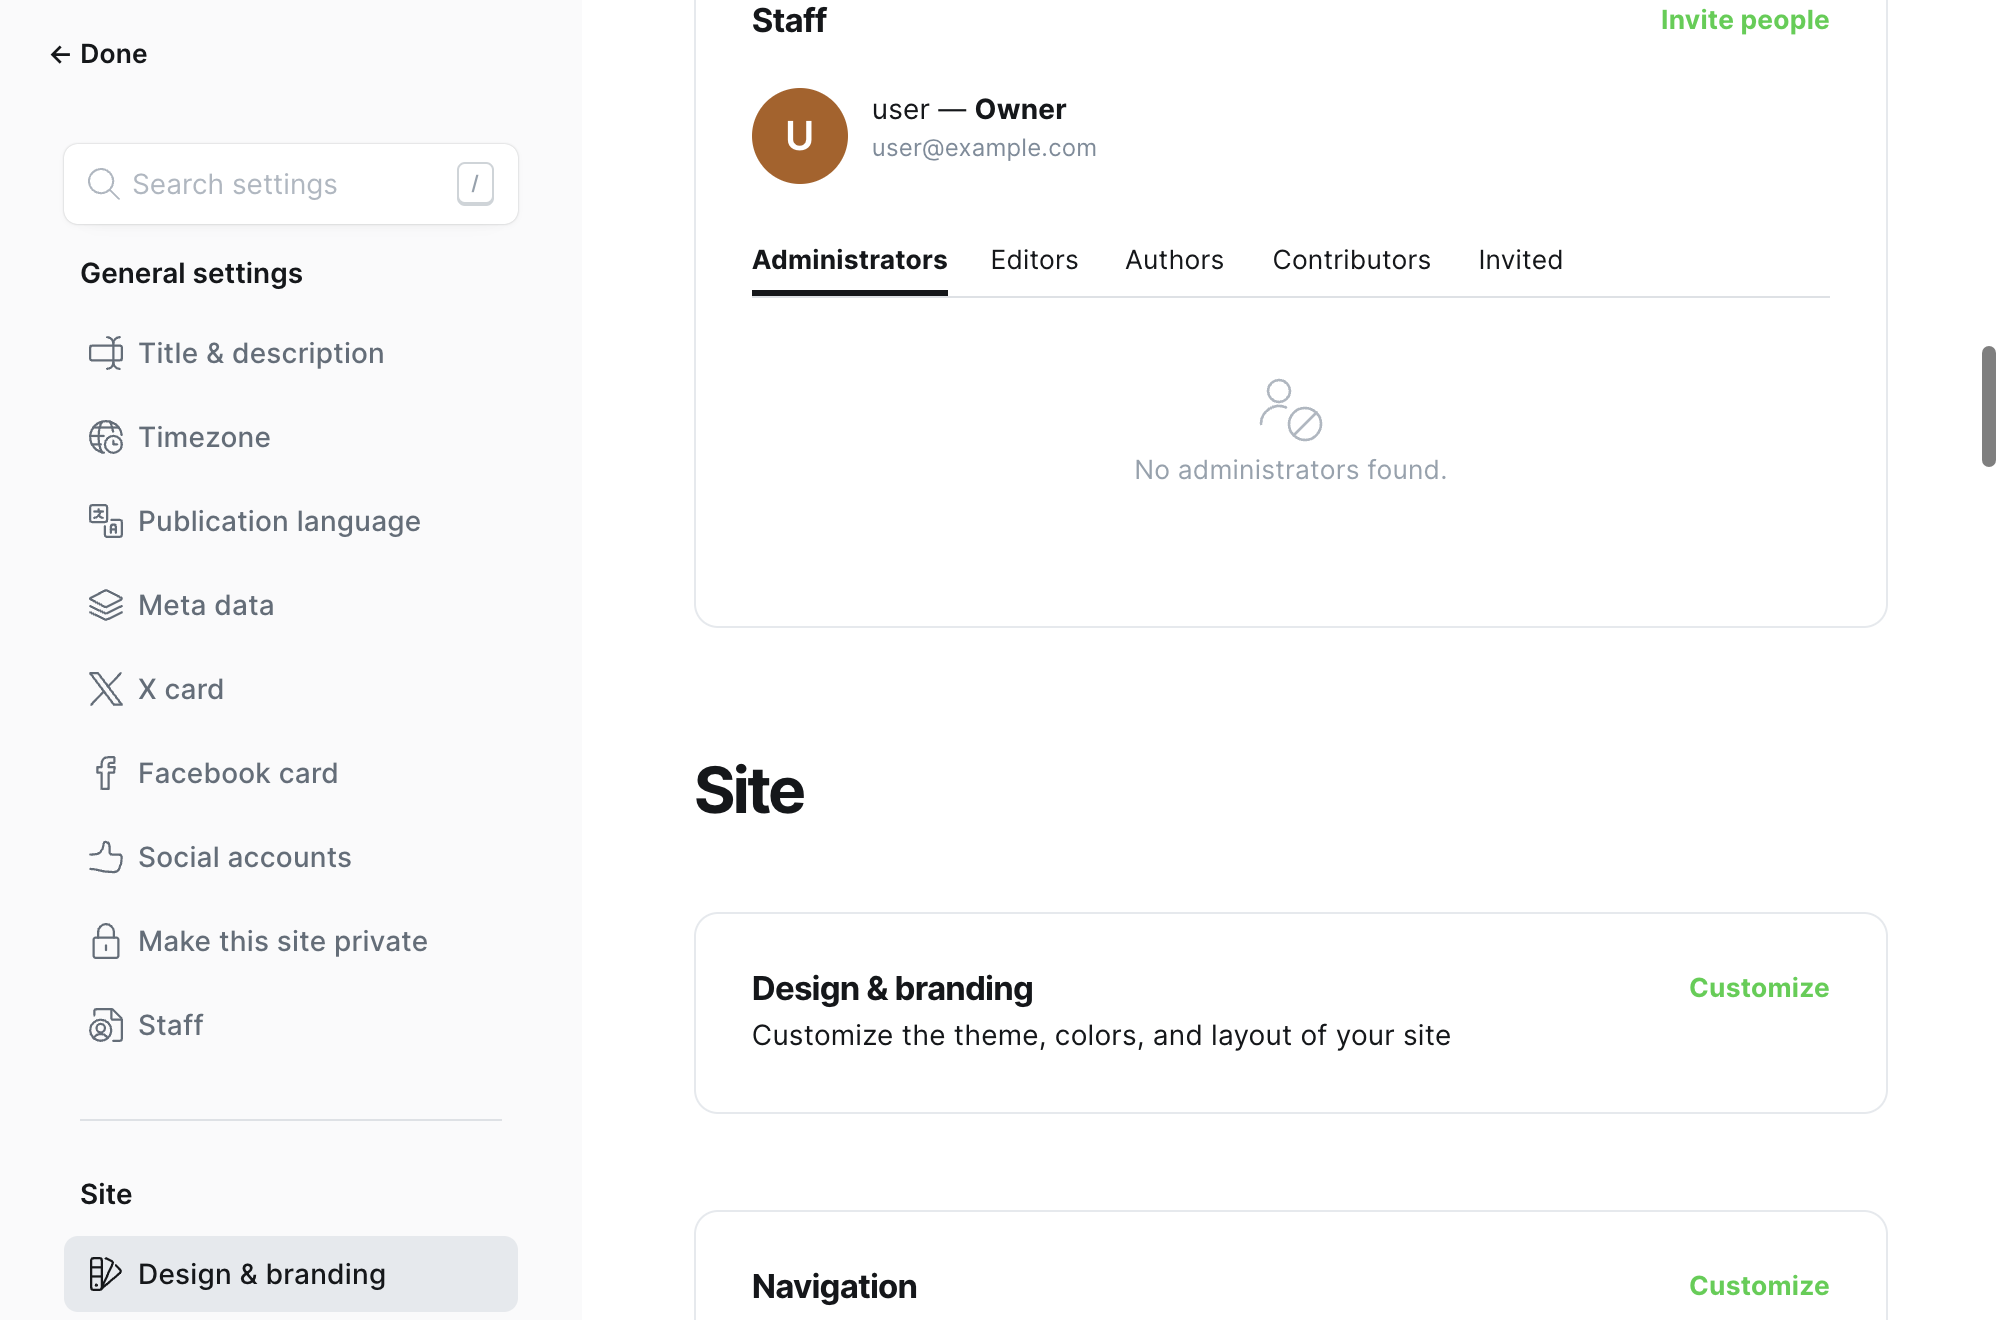 Done
Search settings /
General settings
Title & description
Timezone
Publication language
Meta data
X card
Facebook card
Social accounts
Make this site private
Staff
Site
Design & branding
Staff
Invite people
U
user — Owner
user@example.com
Administrators Editors Authors Contributors Invited
No administrators found.
Site
Design & branding
Customize
Customize the theme, colors, and layout of your site
Navigation
Customize